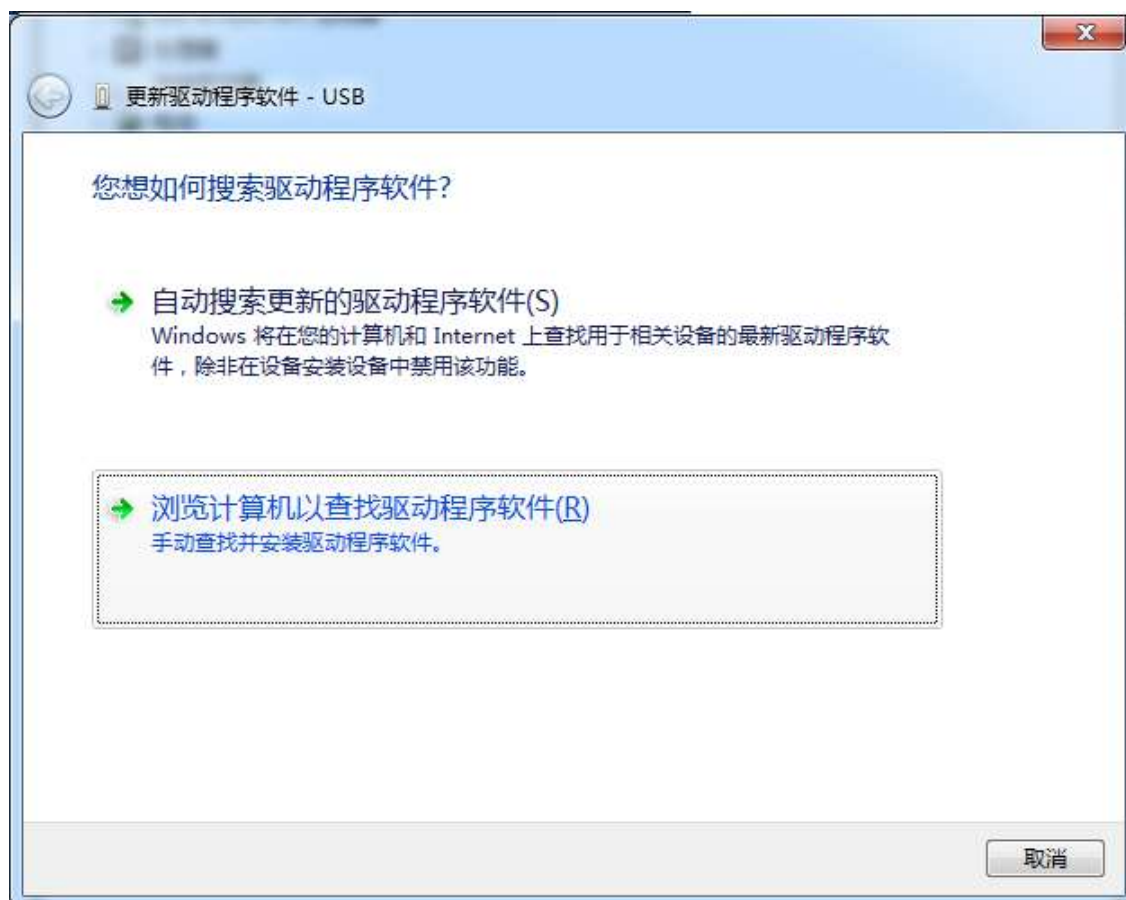 更新驱动程序软件 - USB
您想如何搜索驱动程序软件?
自动搜索更新的驱动程序软件(S)
Windows 将在您的计算机和 Internet 上查找用于相关设备的最新驱动程序软
件，除非在设备安装设备中禁用该功能。
浏览计算机以查找驱动程序软件(R)
手动查找并安装驱动程序软件。
取消